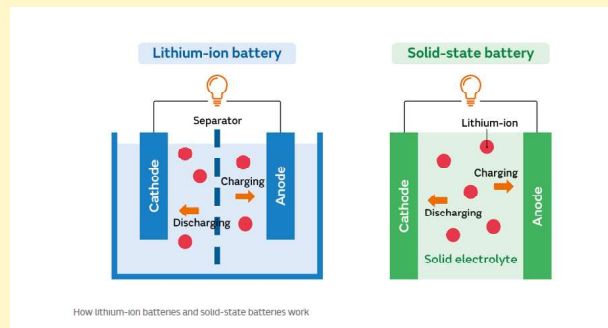 Lithium-ion battery
Separator
Cathode
Charging
Discharging
Anode
Solid-state battery
Lithium-ion
Cathode
Charging
Discharging
Anode
Solid electrolyte
How lithium-ion batteries and solid-state batteries work